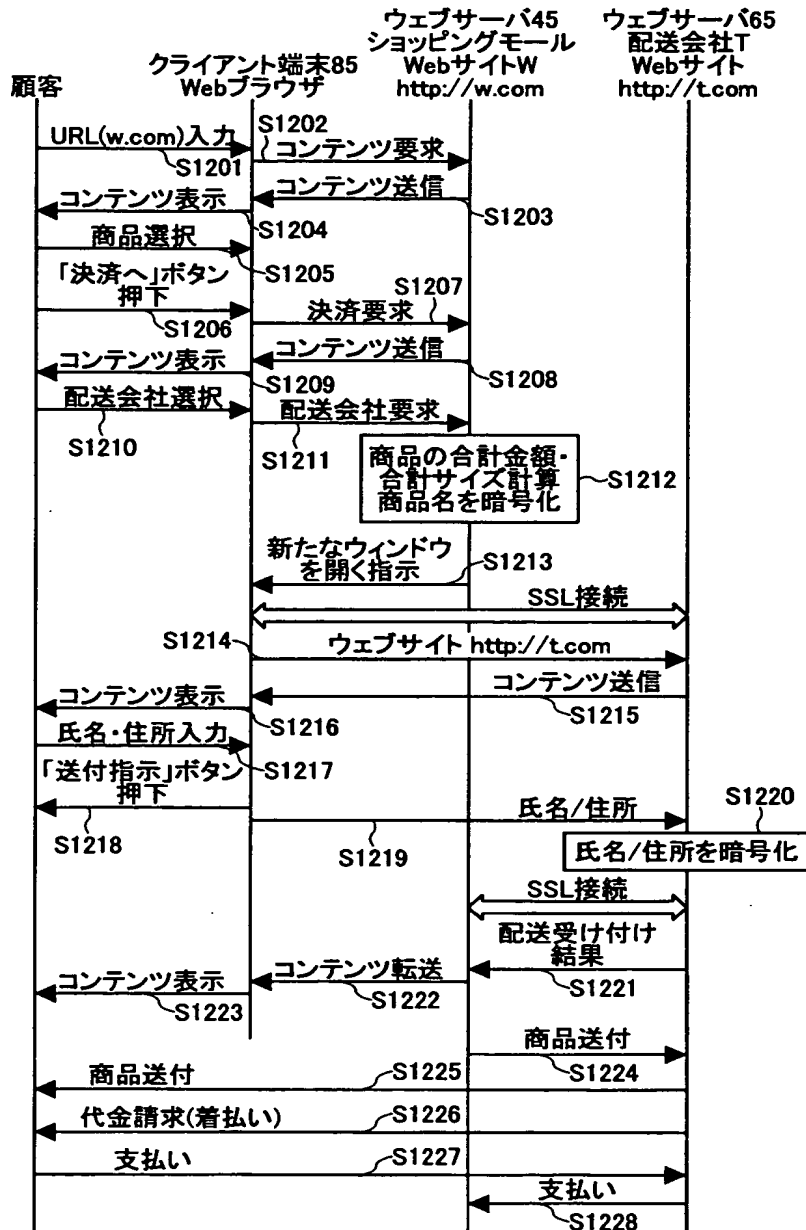 顧客
クライアント端末85
Webブラウザ
ウェブサーバ45
ショッピングモール
WebサイトW
http://w.com
ウェブサーバ65
配送会社T
Webサイト
http://t.com
URL(w.com)入力
S1201
S1202
コンテンツ要求
コンテンツ送信
S1203
コンテンツ表示
S1204
商品選択
S1205
「決済へ」ボタン
押下
S1206
S1207
決済要求
コンテンツ送信
S1208
コンテンツ表示
S1209
配送会社選択
S1210
配送会社要求
S1211
商品の合計金額・
合計サイズ計算
商品名を暗号化
S1212
新たなウィンドウ
を開く指示
S1213
SSL接続
S1214
ウェブサイト http://t.com
コンテンツ送信
S1215
コンテンツ表示
S1216
氏名・住所入力
S1217
「送付指示」ボタン
押下
S1218
氏名/住所
S1219
S1220
氏名/住所を暗号化
SSL接続
配送受け付け
結果
S1221
コンテンツ転送
S1222
コンテンツ表示
S1223
商品送付
S1224
商品送付
S1225
代金請求(着払い)
S1226
支払い
S1227
支払い
S1228